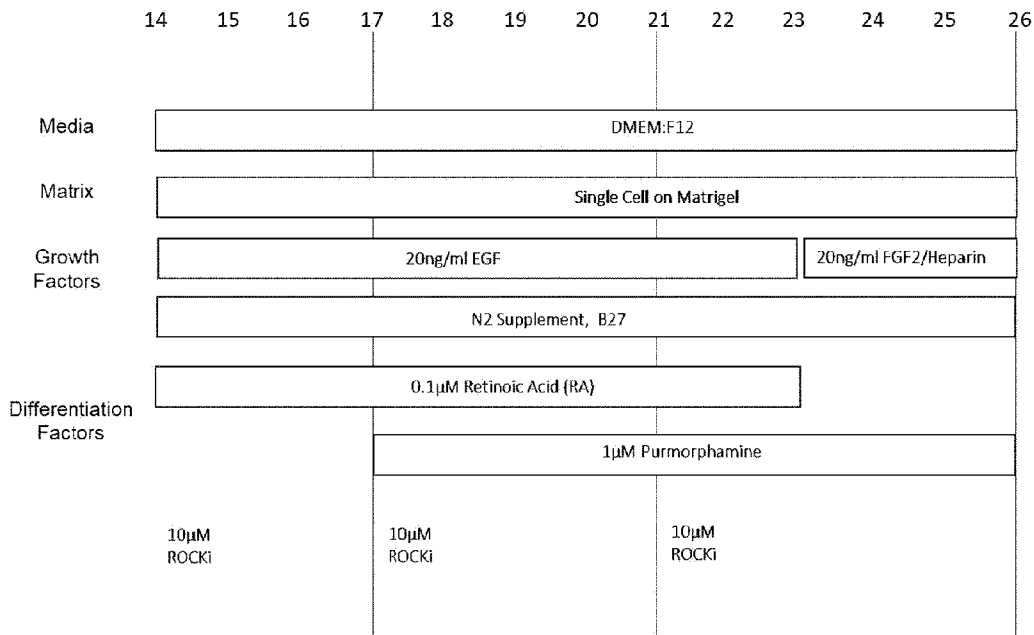 14 15 16 17 18 19 20 21 22 23 24 25 26
Media
DMEM:F12
Matrix
Single Cell on Matrigel
Growth
Factors
20ng/ml EGF
20ng/ml FGF2/Heparin
N2 Supplement, B27
0.1µM Retinoic Acid (RA)
Differentiation
Factors
1µM Purmorphamine
10µM
ROCKi
10µM
ROCKi
10µM
ROCKi